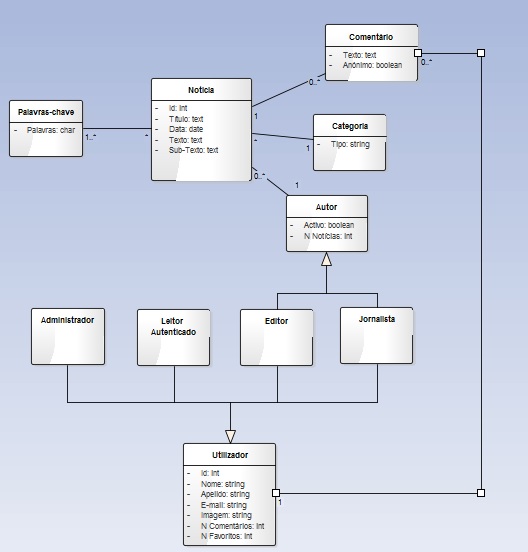 Comentário
- Texto: text
- Anónimo: boolean
0..*
0..*
Notícia
- Id: int
- Título: text
- Data: date
- Texto: text
- Sub-Texto: text
1
Palavras-chave
- Palavras: char
1..*
*
Categoria
- Tipo: string
*
1
0..*
1
Autor
- Activo: boolean
- N Notícias: int
Administrador
Leitor
Autenticado
Editor
Jornalista
Utilizador
- Id: int
- Nome: string
- Apelido: string
- E-mail: string
- Imagem: string
- N Comentários: int
- N Favoritos: int
1